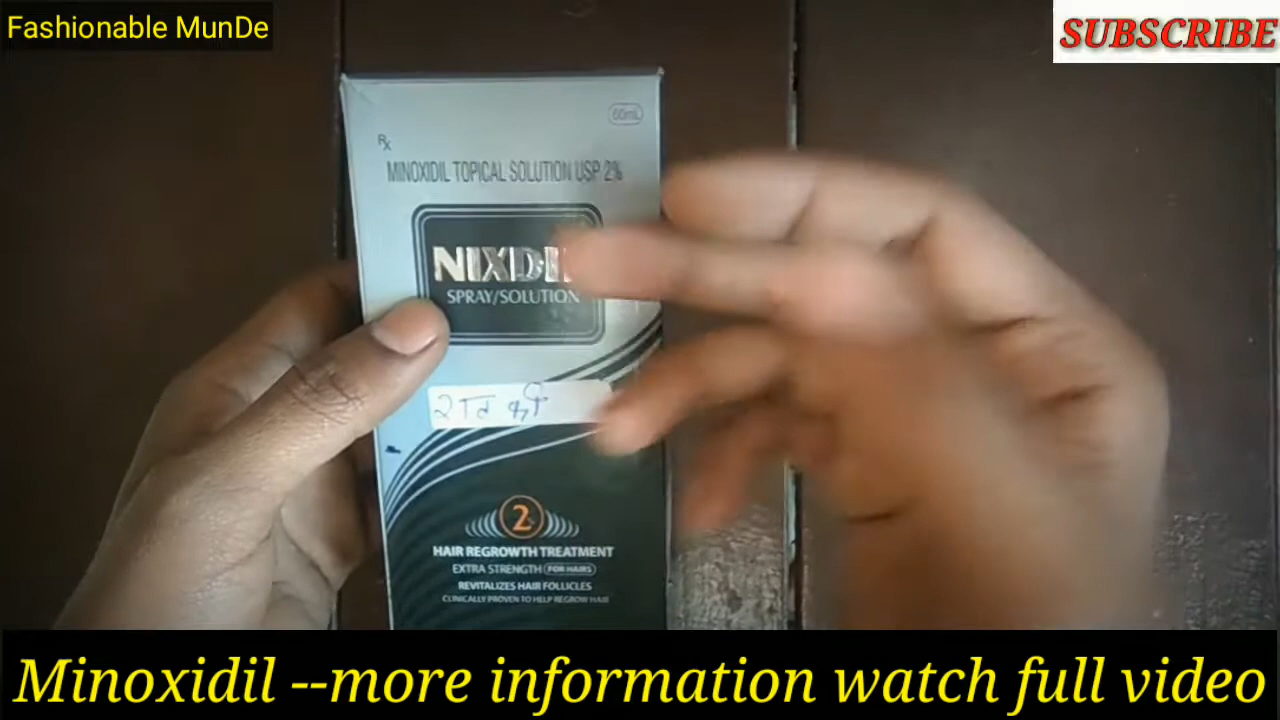 Fashionable MunDe
SUBSCRIBE
60mL
Rx
MINOXIDIL TOPICAL SOLUTION USP 2%
SPRAY/SOLUTION
रात की
2%
HAIR REGROWTH TREATMENT
EXTRA STRENGTH FOR HAIRS
REVITALIZES HAIR FOLLICLES
CLINICALLY PROVEN TO HELP REGROW HAIR
Minoxidil --more information watch full video